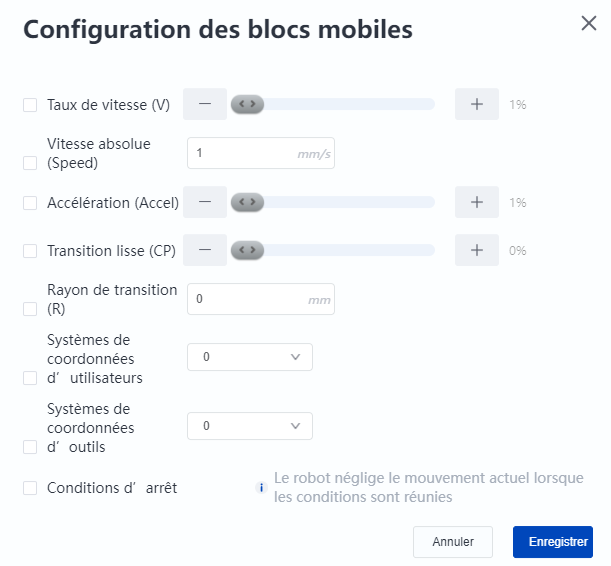 Configuration des blocs mobiles
Taux de vitesse (V)
1%
Vitesse absolue
(Speed)
1
mm/s
Accélération (Accel)
1%
Transition lisse (CP)
0%
Rayon de transition
(R)
0
mm
Systèmes de
coordonnées
d’ utilisateurs
0
Systèmes de
coordonnées
d’ outils
0
Conditions d’ arrêt
Le robot néglige le mouvement actuel lorsque
les conditions sont réunies
Annuler
Enregistrer